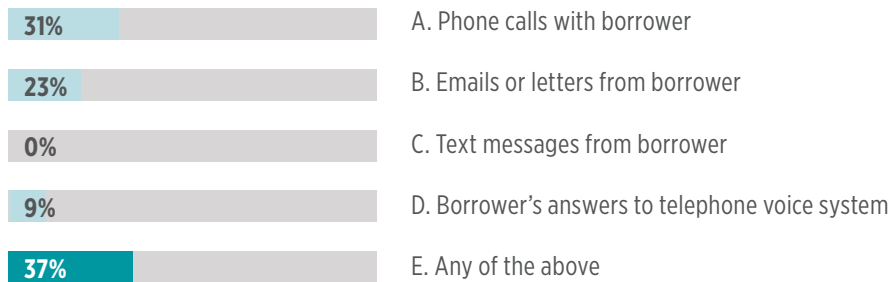 31% A. Phone calls with borrower
23% B. Emails or letters from borrower
0% C. Text messages from borrower
9% D. Borrower’s answers to telephone voice system
37% E. Any of the above